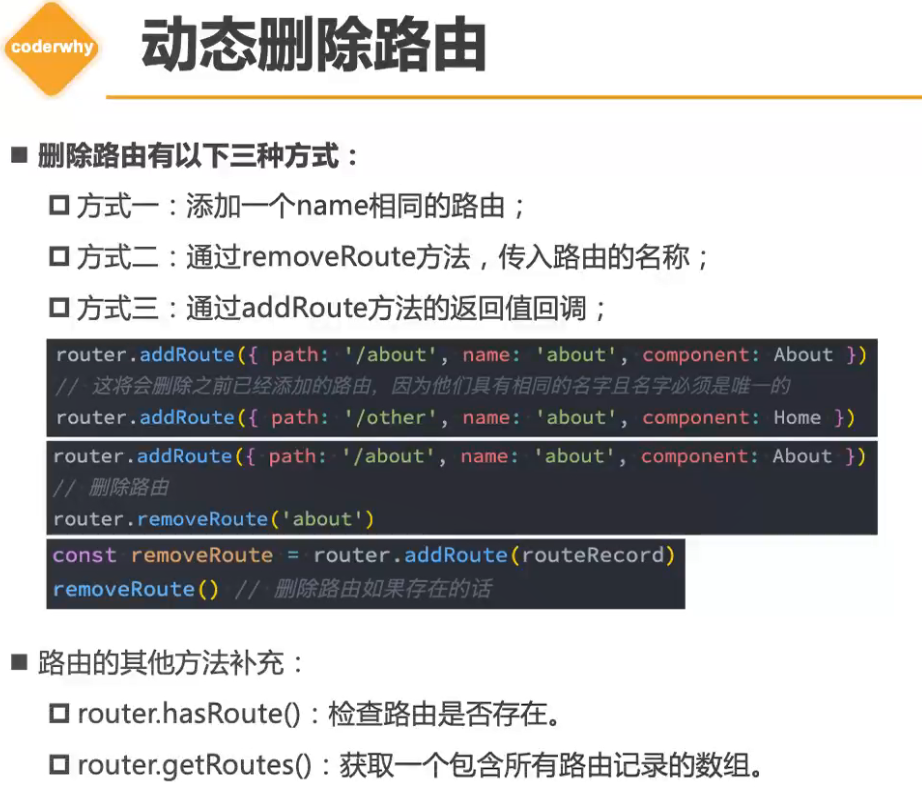 coderwhy
动态删除路由
删除路由有以下三种方式：
方式一：添加一个name相同的路由；
方式二：通过removeRoute方法，传入路由的名称；
方式三：通过addRoute方法的返回值回调；
router.addRoute({ path: '/about', name: 'about', component: About })
// 这将会删除之前已经添加的路由，因为他们具有相同的名字且名字必须是唯一的
router.addRoute({ path: '/other', name: 'about', component: Home })
router.addRoute({ path: '/about', name: 'about', component: About })
// 删除路由
router.removeRoute('about')
const removeRoute = router.addRoute(routeRecord)
removeRoute() // 删除路由如果存在的话
路由的其他方法补充：
router.hasRoute()：检查路由是否存在。
router.getRoutes()：获取一个包含所有路由记录的数组。